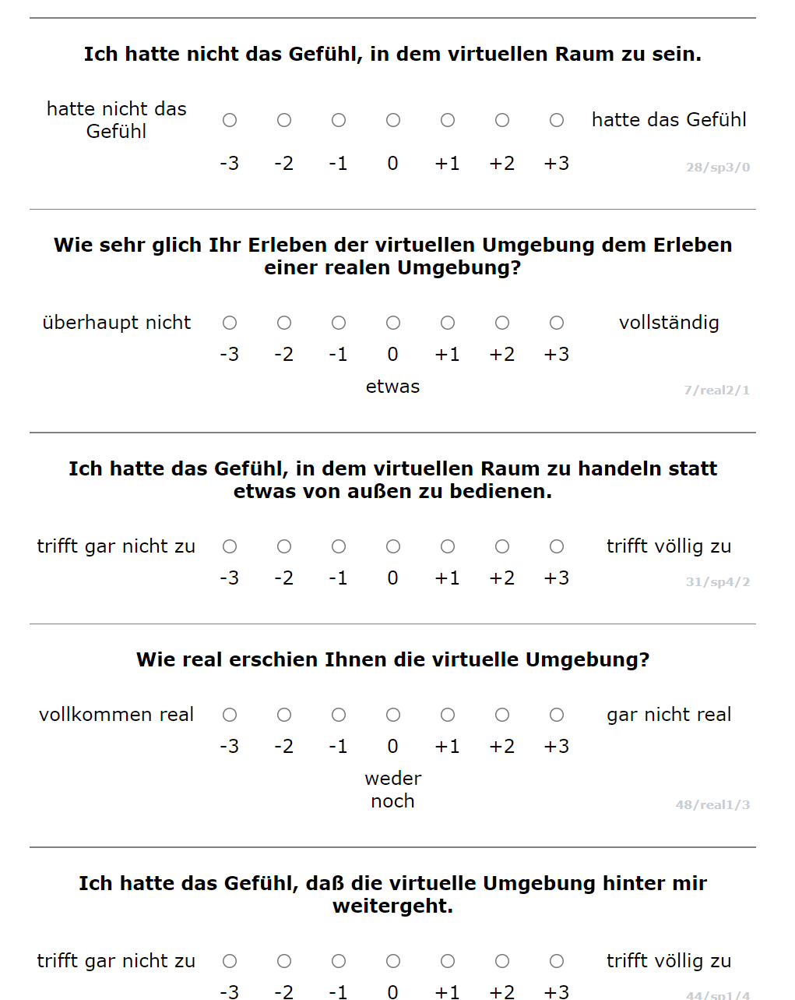 Ich hatte nicht das Gefühl, in dem virtuellen Raum zu sein.
hatte nicht das
Gefühl
hatte das Gefühl
-3 -2 -1 0 +1 +2 +3
28/sp3/0
Wie sehr glich Ihr Erleben der virtuellen Umgebung dem Erleben
einer realen Umgebung?
überhaupt nicht vollständig
-3 -2 -1 0 +1 +2 +3
etwas
7/real2/1
Ich hatte das Gefühl, in dem virtuellen Raum zu handeln statt
etwas von außen zu bedienen.
trifft gar nicht zu trifft völlig zu
-3 -2 -1 0 +1 +2 +3
31/sp4/2
Wie real erschien Ihnen die virtuelle Umgebung?
vollkommen real gar nicht real
-3 -2 -1 0 +1 +2 +3
weder
noch
48/real1/3
Ich hatte das Gefühl, daß die virtuelle Umgebung hinter mir
weitergeht.
trifft gar nicht zu trifft völlig zu
-3 -2 -1 0 +1 +2 +3
44/sp1/4